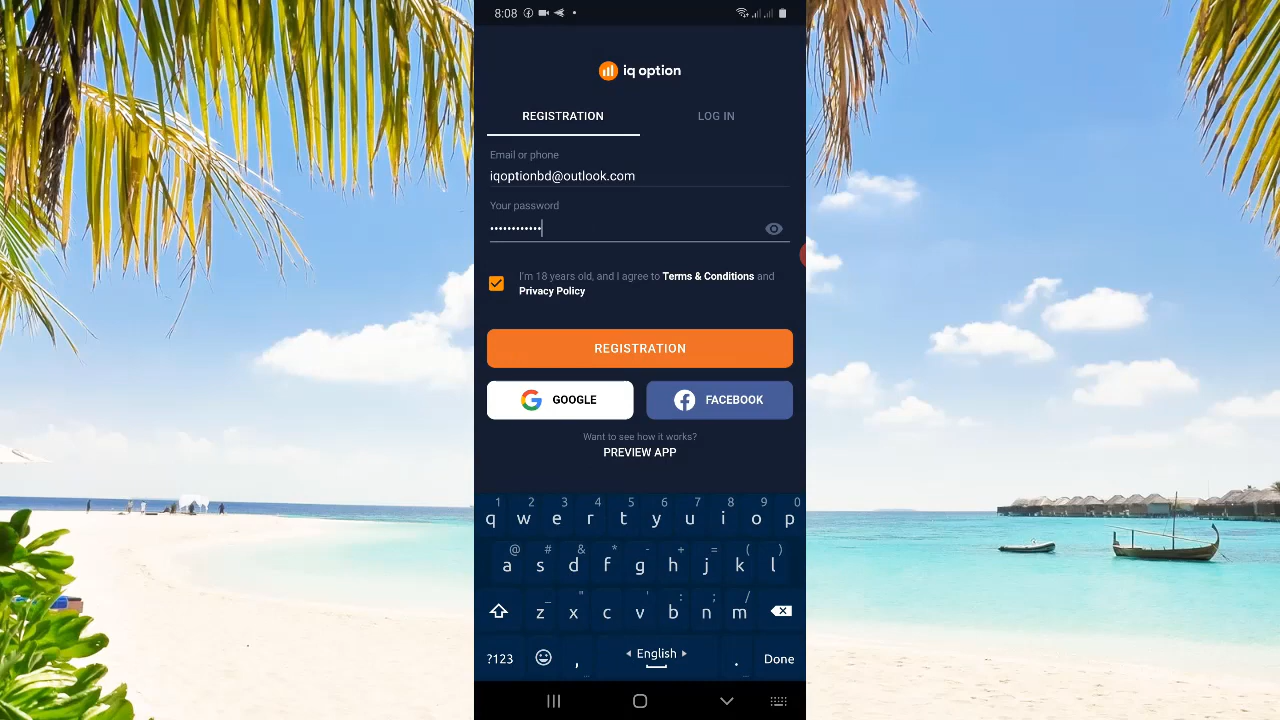 8:08
iq option
REGISTRATION LOG IN
Email or phone
iqoptionbd@outlook.com
Your password
••••••••••••
I'm 18 years old, and I agree to Terms & Conditions and
Privacy Policy
REGISTRATION
GOOGLE FACEBOOK
Want to see how it works?
PREVIEW APP
1 2 3 4 5 6 7 8 9 0
q w e r t y u i o p
@ # & * - + = ( )
a s d f g h j k l
_ " ' : ; /
z x c v b n m
?123 , English . Done